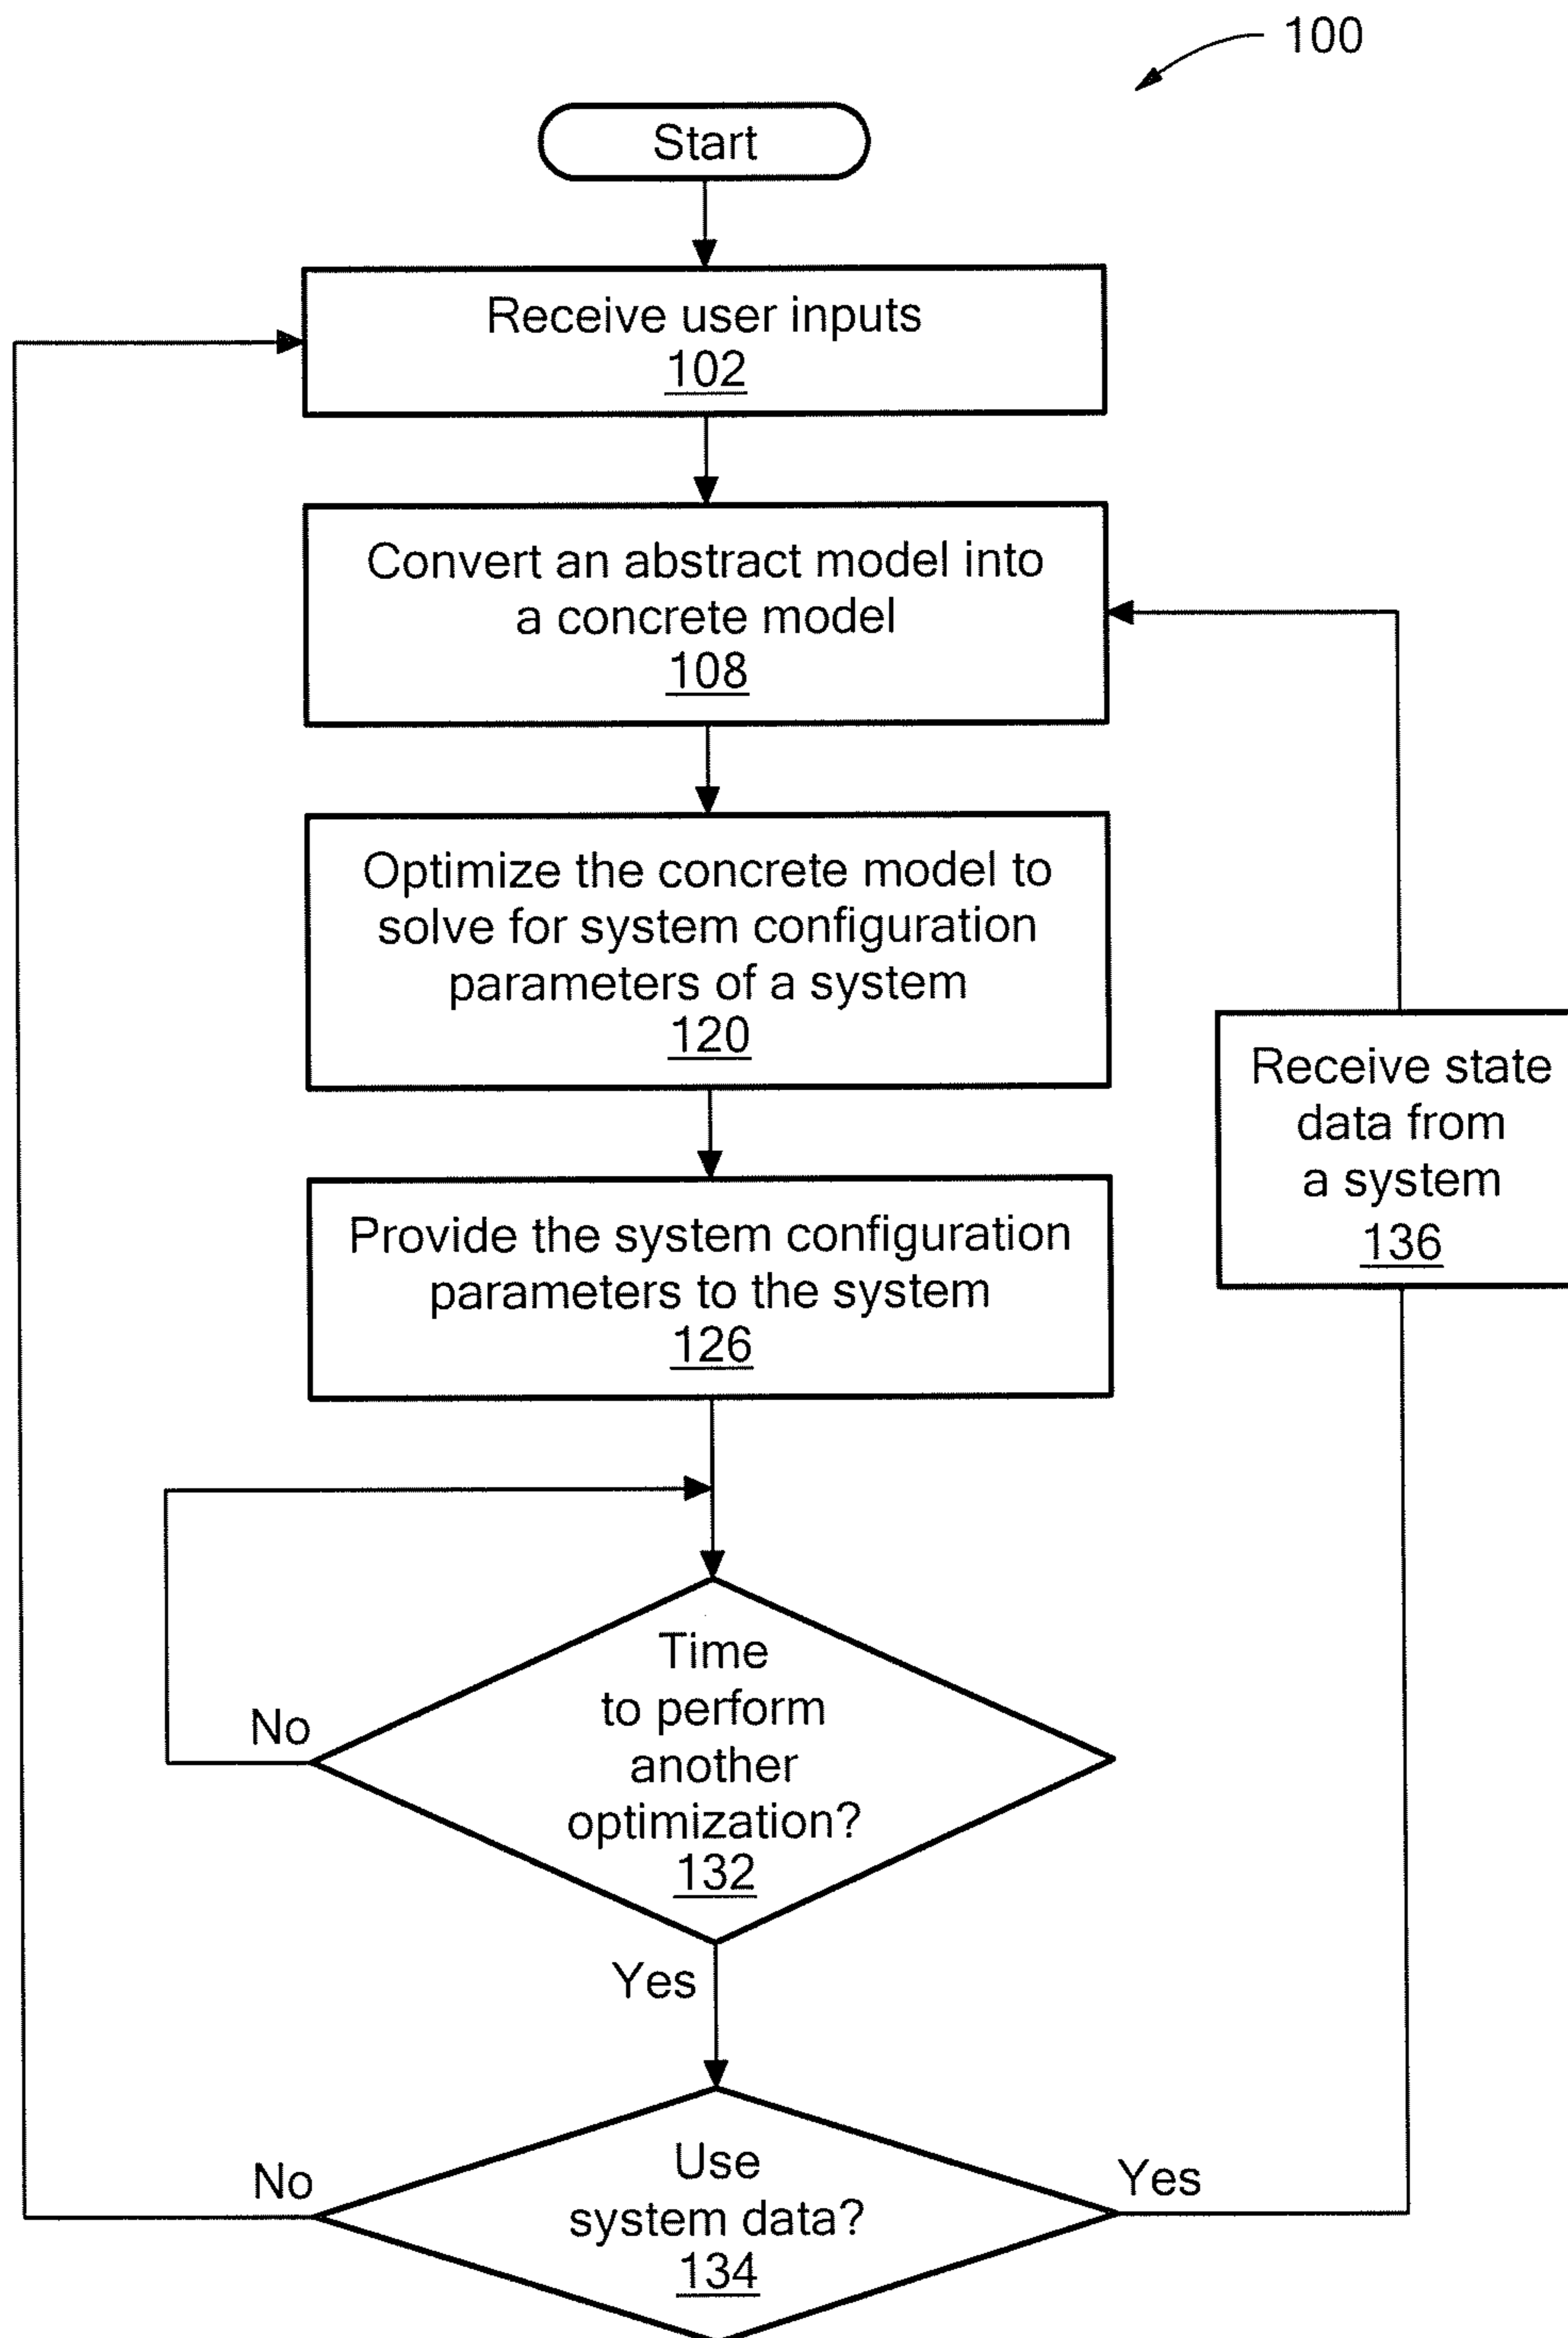 100
Start
Receive user inputs
102
Convert an abstract model into
a concrete model
108
Optimize the concrete model to
solve for system configuration
parameters of a system
120
Receive state
data from
a system
136
Provide the system configuration
parameters to the system
126
Time
to perform
another
optimization?
132
No
Yes
Use
system data?
134
No
Yes